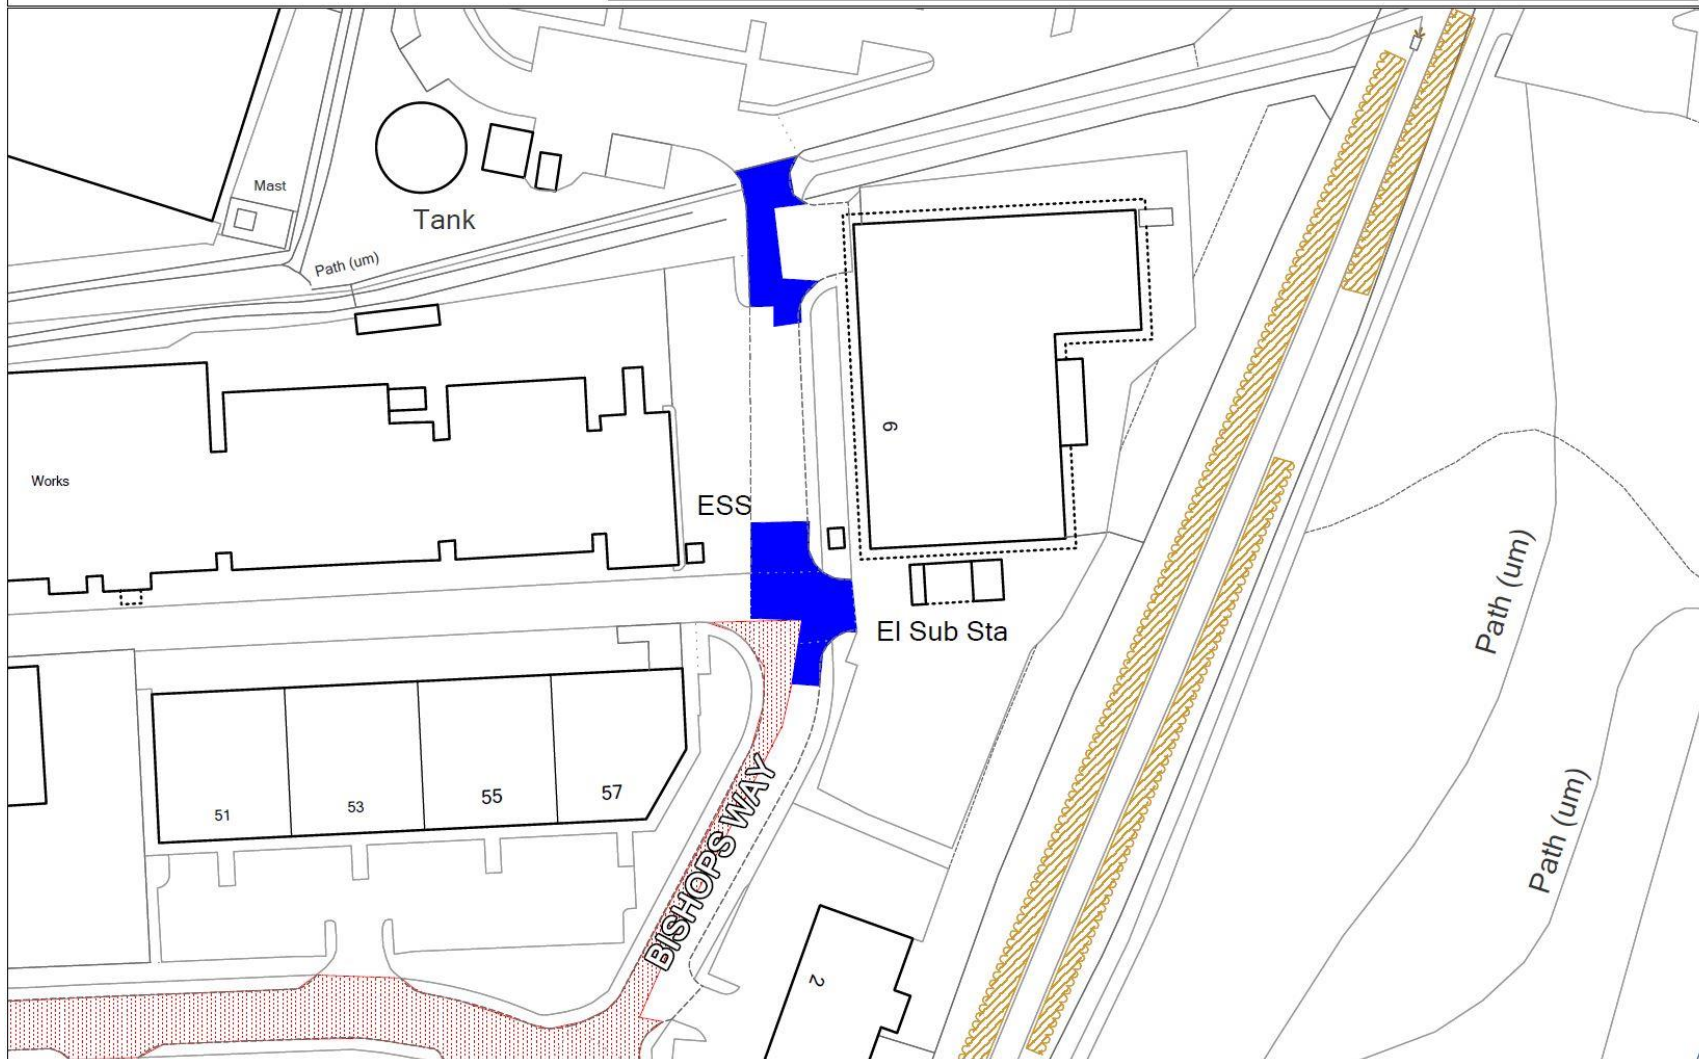 Mast
Tank
Path (um)
6
Works
ESS
El Sub Sta
Path (um)
51
53
55
57
BISHOPS WAY
Path (um)
2